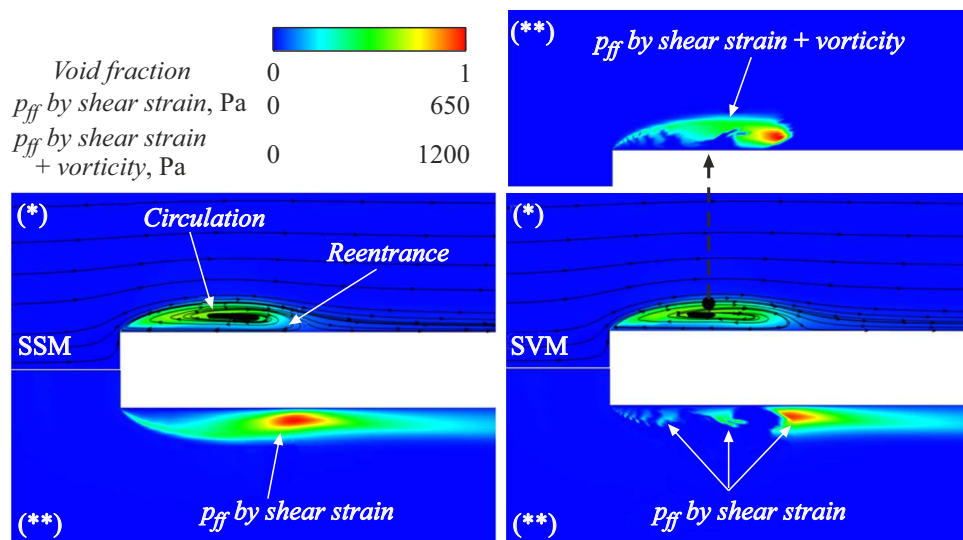 Void fraction 0 1
p_ff by shear strain, Pa 0 650
p_ff by shear strain
+ vorticity, Pa 0 1200
(**)
p_ff by shear strain + vorticity
(*)
Circulation
Reentrance
SSM
p_ff by shear strain
(**)
(*)
SVM
p_ff by shear strain
(**)